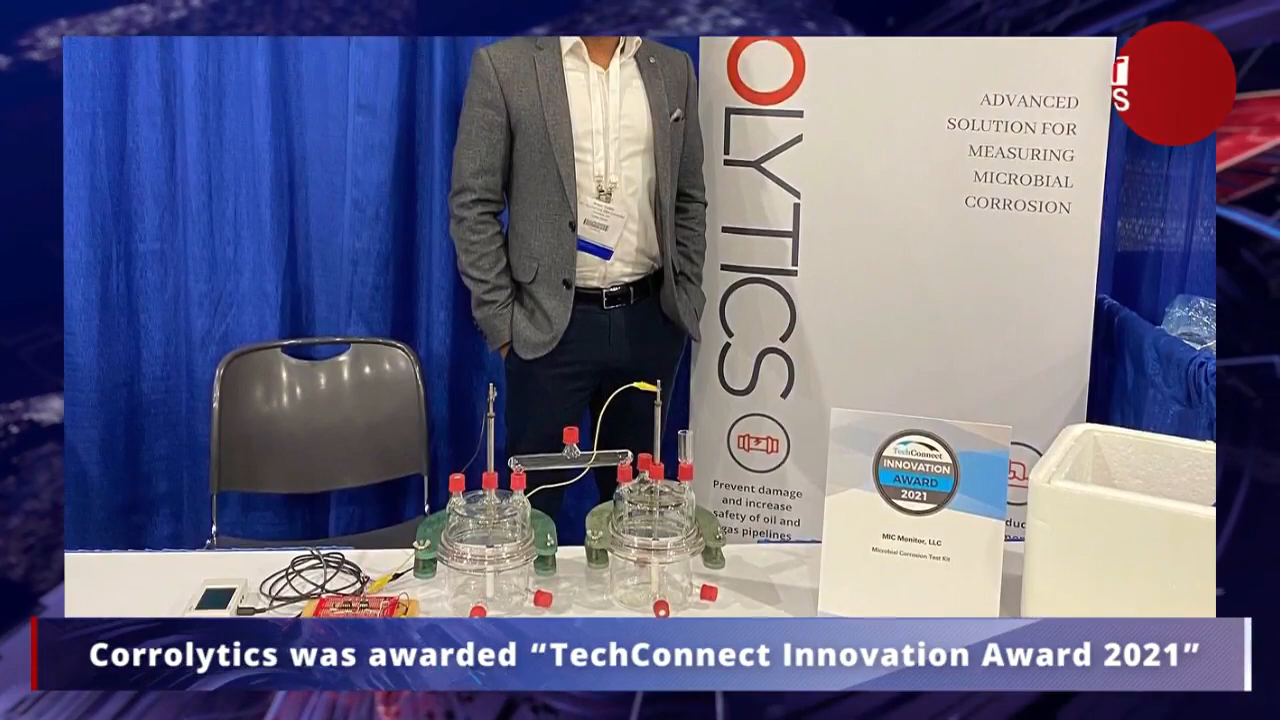 OLYTICS
ADVANCED
SOLUTION FOR
MEASURING
MICROBIAL
CORROSION
S
Prevent damage
and increase
safety of oil and
gas pipelines
TechConnect
INNOVATION
AWARD
2021
MIC Monitor, LLC
Microbial Corrosion Test Kit
Corrolytics was awarded “TechConnect Innovation Award 2021”